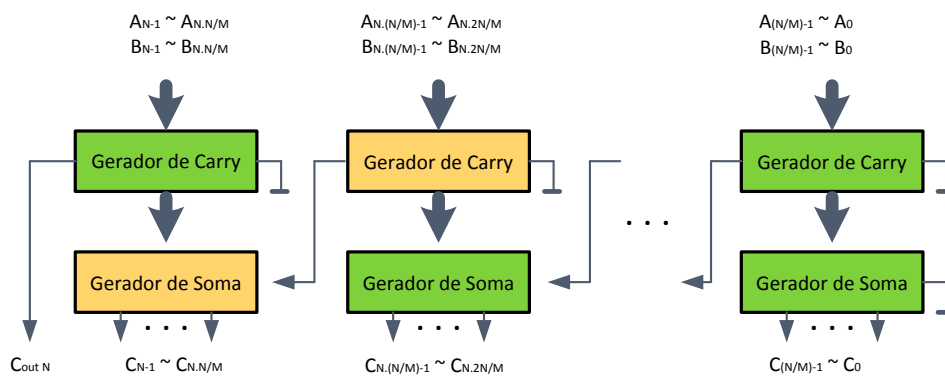 AN-1 ~ AN.N/M
BN-1 ~ BN.N/M
AN.(N/M)-1 ~ AN.2N/M
BN.(N/M)-1 ~ BN.2N/M
A(N/M)-1 ~ A0
B(N/M)-1 ~ B0
Gerador de Carry
Gerador de Carry
Gerador de Carry
. . .
Gerador de Soma
Gerador de Soma
Gerador de Soma
. . .
. . .
. . .
Cout N
CN-1 ~ CN.N/M
CN.(N/M)-1 ~ CN.2N/M
C(N/M)-1 ~ C0